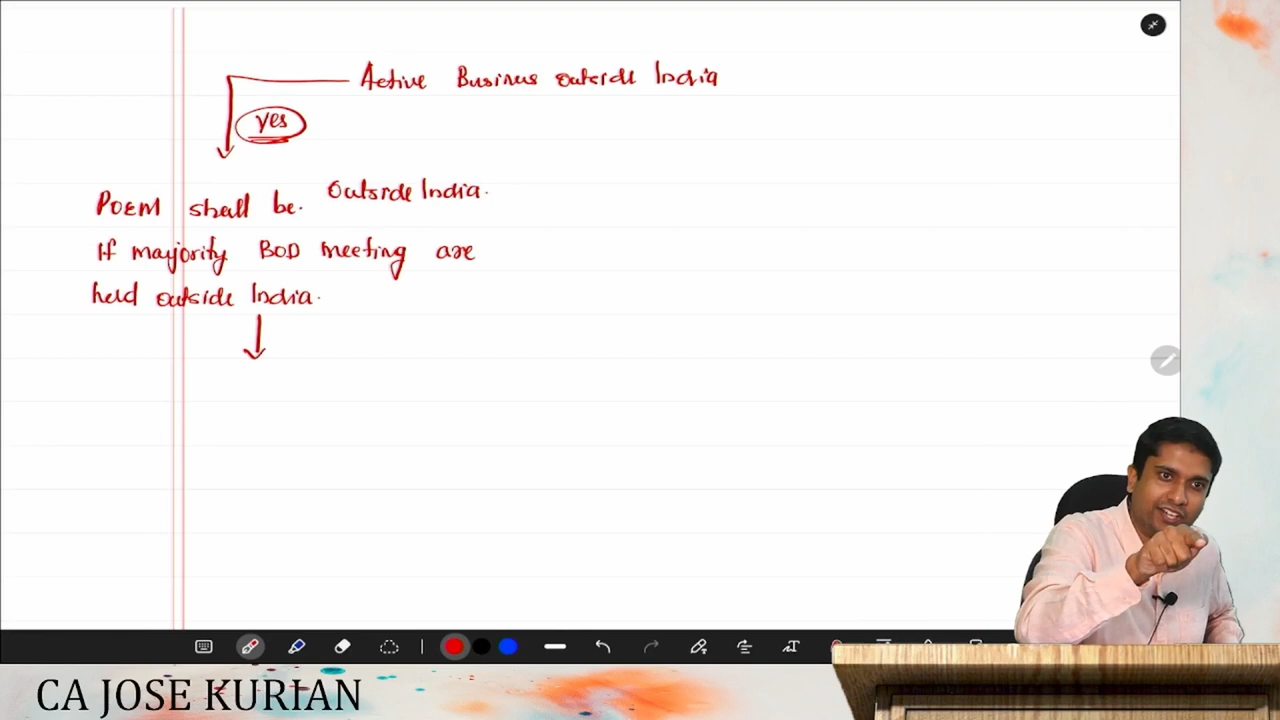 Active Business outside India
yes
POEM shall be. Outside India.
If majority BOD meeting are
held outside India.
CA JOSE KURIAN